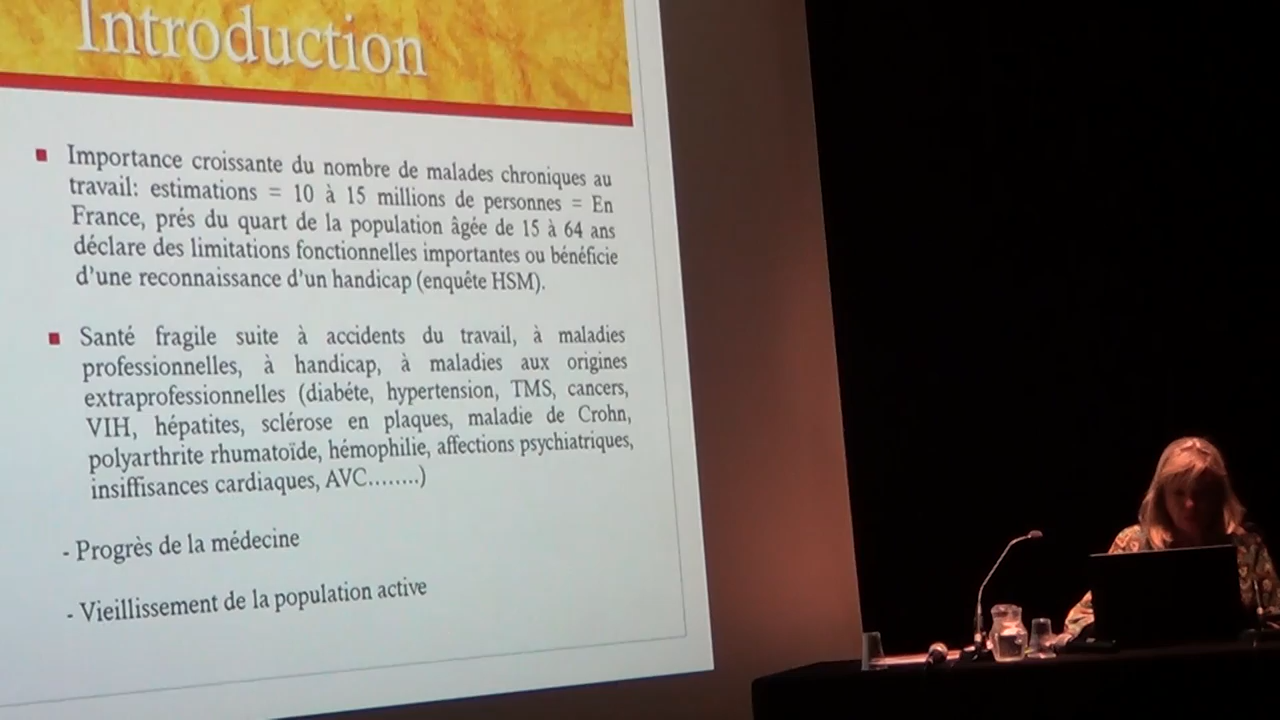 Introduction
Importance croissante du nombre de malades chroniques au
travail: estimations = 10 à 15 millions de personnes = En
France, prés du quart de la population âgée de 15 à 64 ans
déclare des limitations fonctionnelles importantes ou bénéficie
d'une reconnaissance d'un handicap (enquête HSM).
Santé fragile suite à accidents du travail, à maladies
professionnelles, à handicap, à maladies aux origines
extraprofessionnelles (diabéte, hypertension, TMS, cancers,
VIH, hépatites, sclérose en plaques, maladie de Crohn,
polyarthrite rhumatoïde, hémophilie, affections psychiatriques,
insiffisances cardiaques, AVC........)
- Progrès de la médecine
- Vieillissement de la population active